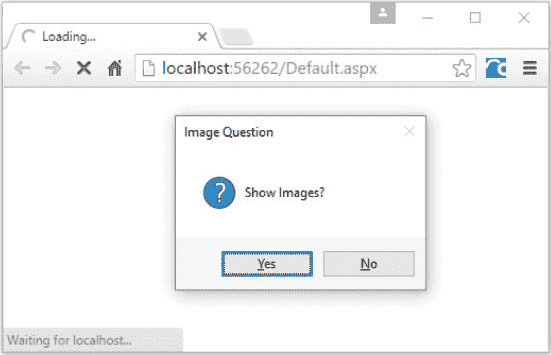 Loading...
localhost:56262/Default.aspx
Image Question
Show Images?
Yes No
Waiting for localhost...